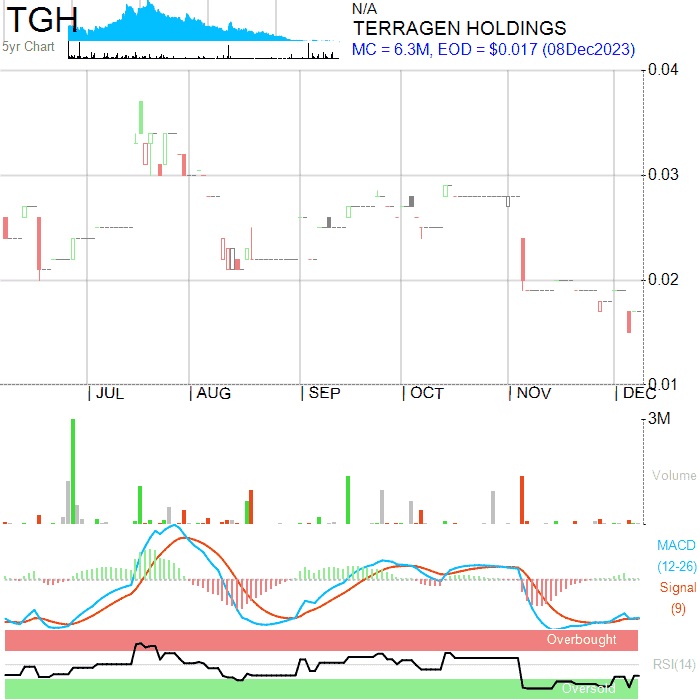 TGH
5yr Chart
N/A
TERRAGEN HOLDINGS
MC = 6.3M, EOD = $0.017 (08Dec2023)
0.04
0.03
0.02
0.01
JUL AUG SEP OCT NOV DEC
3M
Volume
MACD
(12-26)
Signal
(9)
Overbought
RSI(14)
Oversold